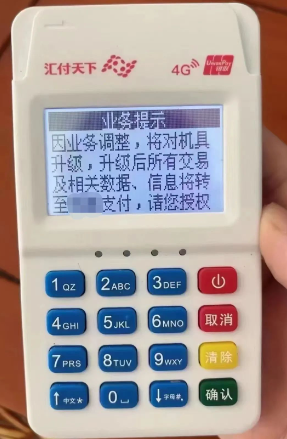 汇付天下
4G
UnionPay
银联
业务提示
因业务调整，将对机具
升级，升级后所有交易
及相关数据、信息将转
至 支付，请您授权
1 QZ
2 ABC
3 DEF
4 GHI
5 JKL
6 MNO
取消
7 PRS
8 TUV
9 WXY
清除
↑ 中文★
0
↓ 字母#,
确认